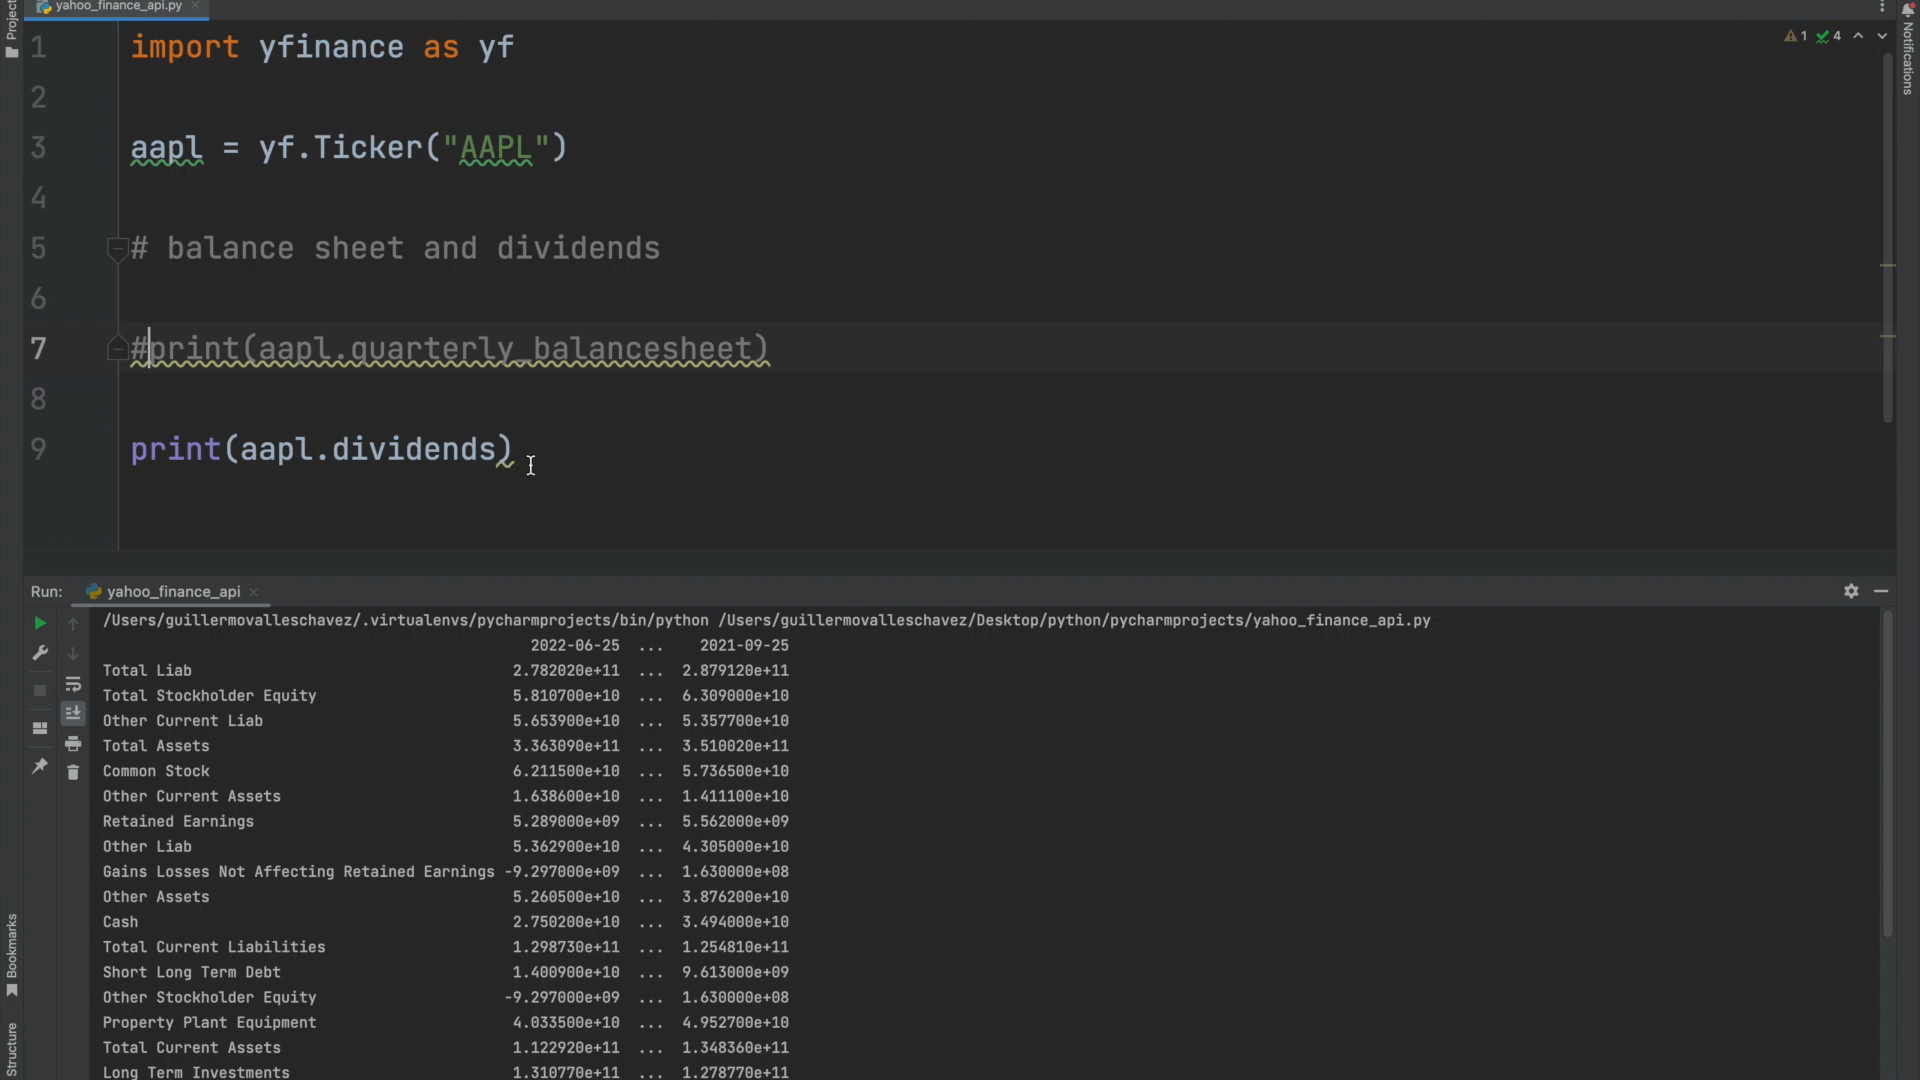 Project
yahoo_finance_api.py
1 import yfinance as yf
2
3 aapl = yf.Ticker("AAPL")
4
5 # balance sheet and dividends
6
7 #print(aapl.quarterly_balancesheet)
8
9 print(aapl.dividends)
1 4
Notifications
Run: yahoo_finance_api
/Users/guillermovalleschavez/.virtualenvs/pycharmprojects/bin/python /Users/guillermovalleschavez/Desktop/python/pycharmprojects/yahoo_finance_api.py
2022-06-25 ... 2021-09-25
Total Liab 2.782020e+11 ... 2.879120e+11
Total Stockholder Equity 5.810700e+10 ... 6.309000e+10
Other Current Liab 5.653900e+10 ... 5.357700e+10
Total Assets 3.363090e+11 ... 3.510020e+11
Common Stock 6.211500e+10 ... 5.736500e+10
Other Current Assets 1.638600e+10 ... 1.411100e+10
Retained Earnings 5.289000e+09 ... 5.562000e+09
Other Liab 5.362900e+10 ... 4.305000e+10
Gains Losses Not Affecting Retained Earnings -9.297000e+09 ... 1.630000e+08
Other Assets 5.260500e+10 ... 3.876200e+10
Cash 2.750200e+10 ... 3.494000e+10
Total Current Liabilities 1.298730e+11 ... 1.254810e+11
Short Long Term Debt 1.400900e+10 ... 9.613000e+09
Other Stockholder Equity -9.297000e+09 ... 1.630000e+08
Property Plant Equipment 4.033500e+10 ... 4.952700e+10
Total Current Assets 1.122920e+11 ... 1.348360e+11
Long Term Investments 1.310770e+11 ... 1.278770e+11
Bookmarks
Structure